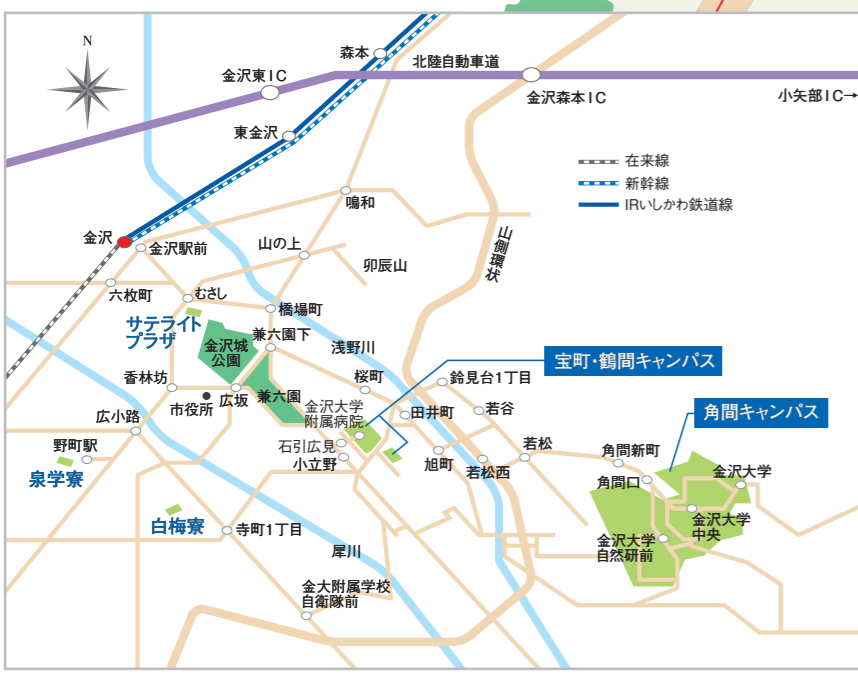 N
森本
北陸自動車道
金沢東IC
金沢森本IC
小矢部IC→
東金沢
在来線
新幹線
IRいしかわ鉄道線
鳴和
金沢
金沢駅前
山の上
卯辰山
山側環状
六枚町
むさし
橋場町
サテライト
プラザ
金沢城
公園
兼六園下
浅野川
宝町・鶴間キャンパス
香林坊
市役所
広坂
兼六園
桜町
鈴見台1丁目
金沢大学
附属病院
田井町
若谷
角間キャンパス
広小路
野町駅
石引広見
小立野
旭町
若松西
若松
角間新町
角間口
金沢大学
泉学寮
白梅寮
寺町1丁目
犀川
金沢大学
中央
金沢大学
自然研前
金大附属学校
自衛隊前